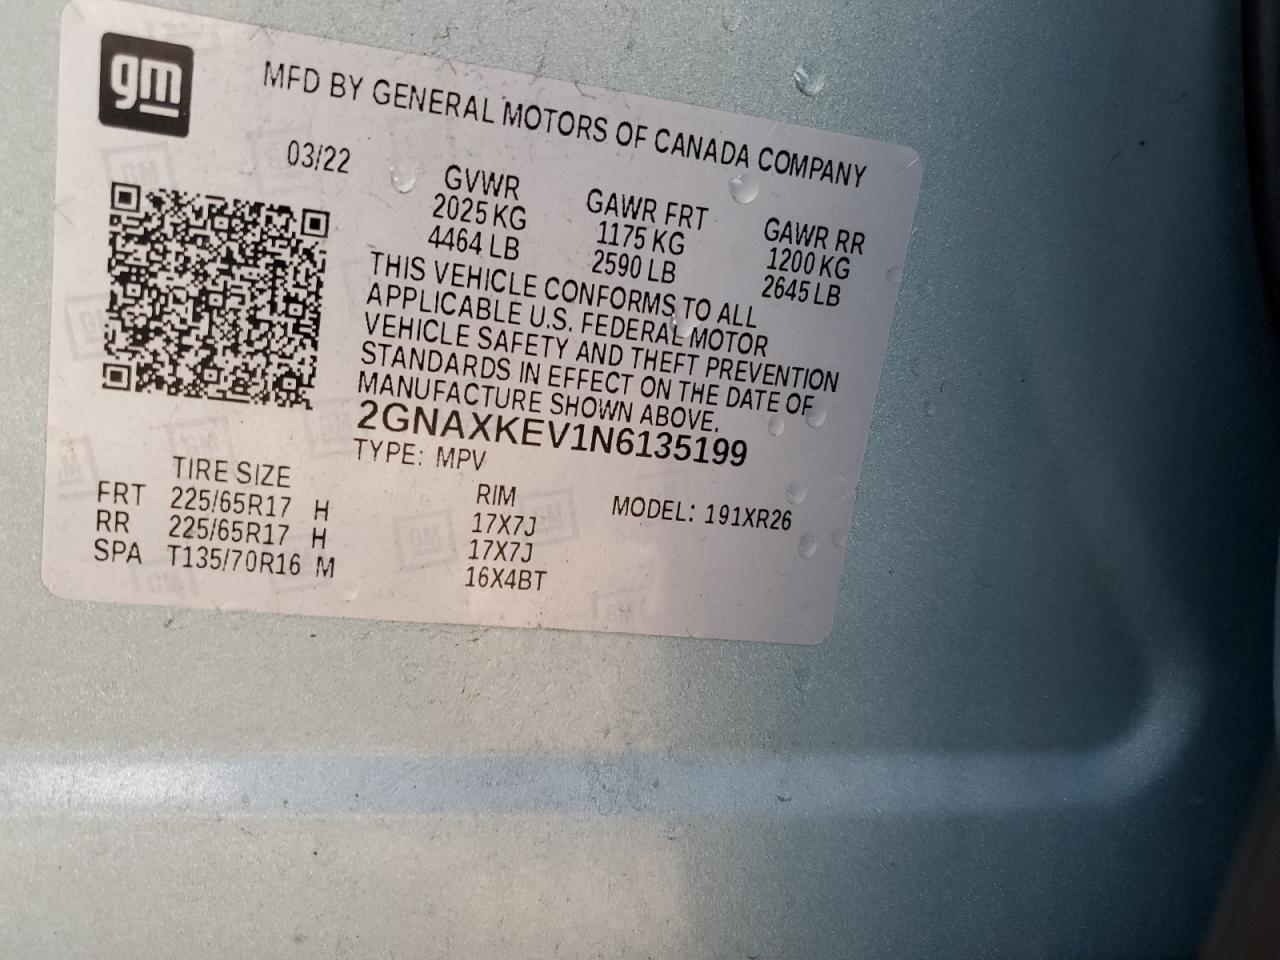 gm
MFD BY GENERAL MOTORS OF CANADA COMPANY
03/22
GVWR
2025 KG
4464 LB
GAWR FRT
1175 KG
2590 LB
GAWR RR
1200 KG
2645 LB
THIS VEHICLE CONFORMS TO ALL
APPLICABLE U.S. FEDERAL MOTOR
VEHICLE SAFETY AND THEFT PREVENTION
STANDARDS IN EFFECT ON THE DATE OF
MANUFACTURE SHOWN ABOVE.
2GNAXKEV1N6135199
TYPE: MPV
MODEL: 191XR26
TIRE SIZE RIM
FRT 225/65R17 H 17X7J
RR 225/65R17 H 17X7J
SPA T135/70R16 M 16X4BT